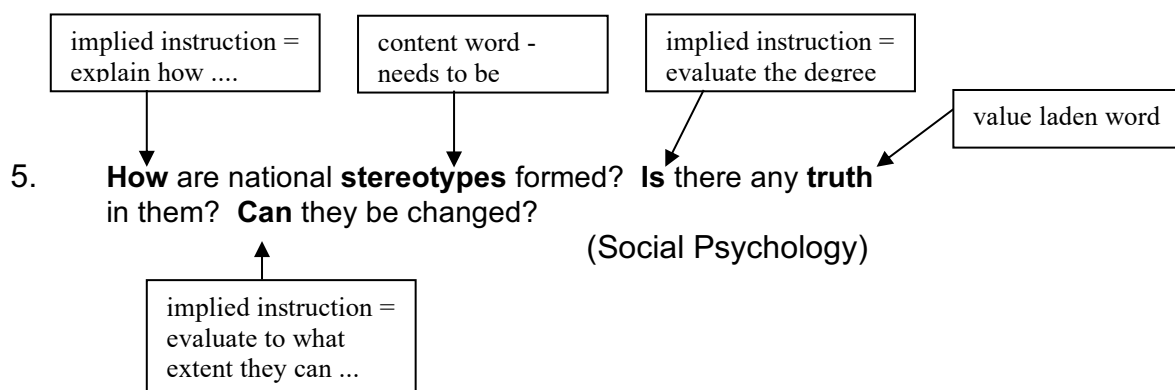 implied instruction =
explain how ....
content word -
needs to be
implied instruction =
evaluate the degree
value laden word
5. How are national stereotypes formed? Is there any truth
in them? Can they be changed?
(Social Psychology)
implied instruction =
evaluate to what
extent they can ...